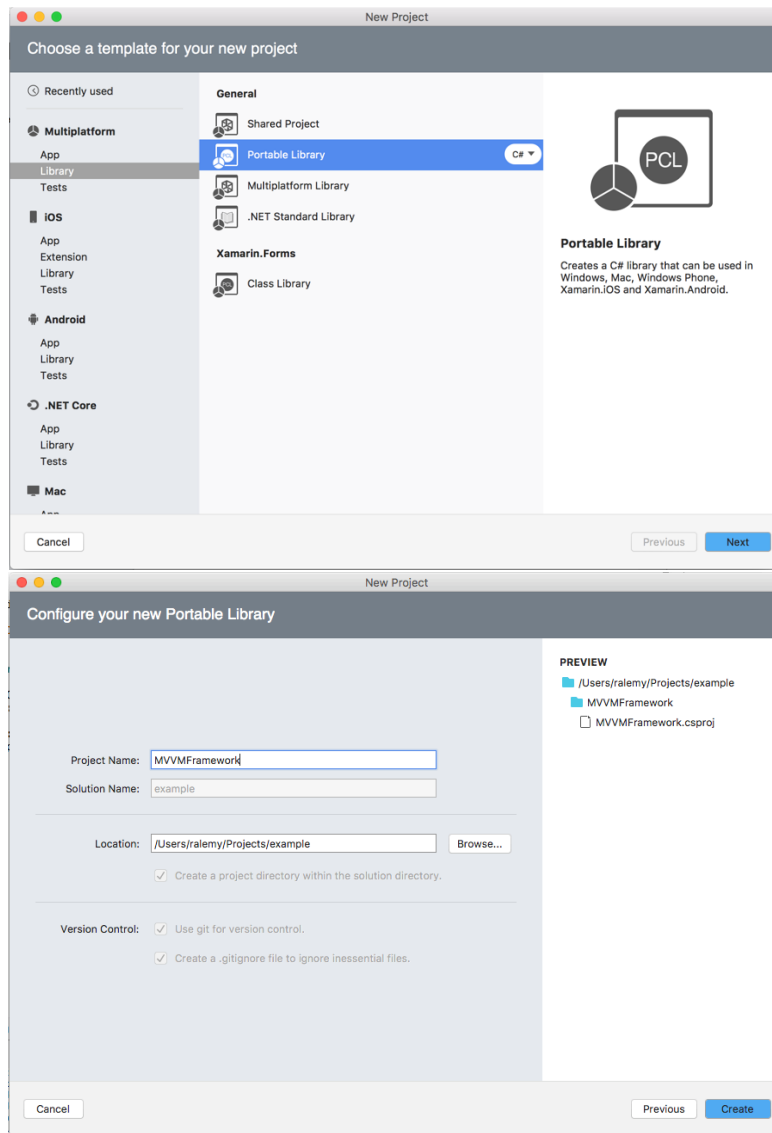 New Project
Choose a template for your new project
Recently used
Multiplatform
App
Library
Tests
iOS
App
Extension
Library
Tests
Android
App
Library
Tests
.NET Core
App
Library
Tests
Mac
General
Shared Project
Portable Library
C#
Multiplatform Library
.NET Standard Library
Xamarin.Forms
Class Library
PCL
Portable Library
Creates a C# library that can be used in
Windows, Mac, Windows Phone,
Xamarin.iOS and Xamarin.Android.
Cancel
Previous
Next
New Project
Configure your new Portable Library
Project Name: MVVMFramework
Solution Name: example
Location: /Users/ralemy/Projects/example Browse...
Create a project directory within the solution directory.
Version Control: Use git for version control.
Create a .gitignore file to ignore inessential files.
PREVIEW
/Users/ralemy/Projects/example
MVVMFramework
MVVMFramework.csproj
Cancel
Previous
Create